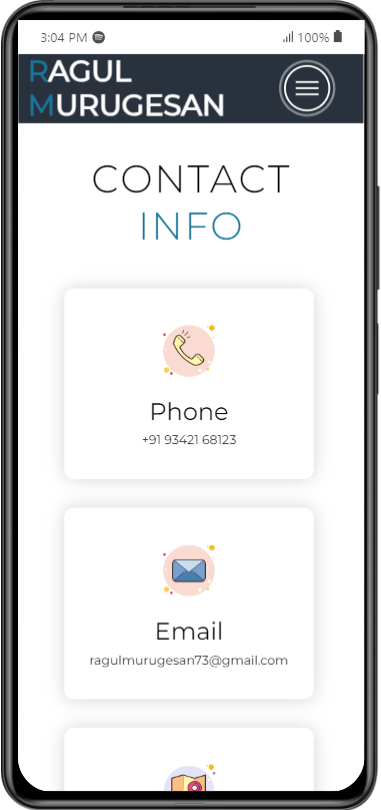 3:04 PM 100%
RAGUL
MURUGESAN
CONTACT
INFO
Phone
+91 93421 68123
Email
ragulmurugesan73@gmail.com